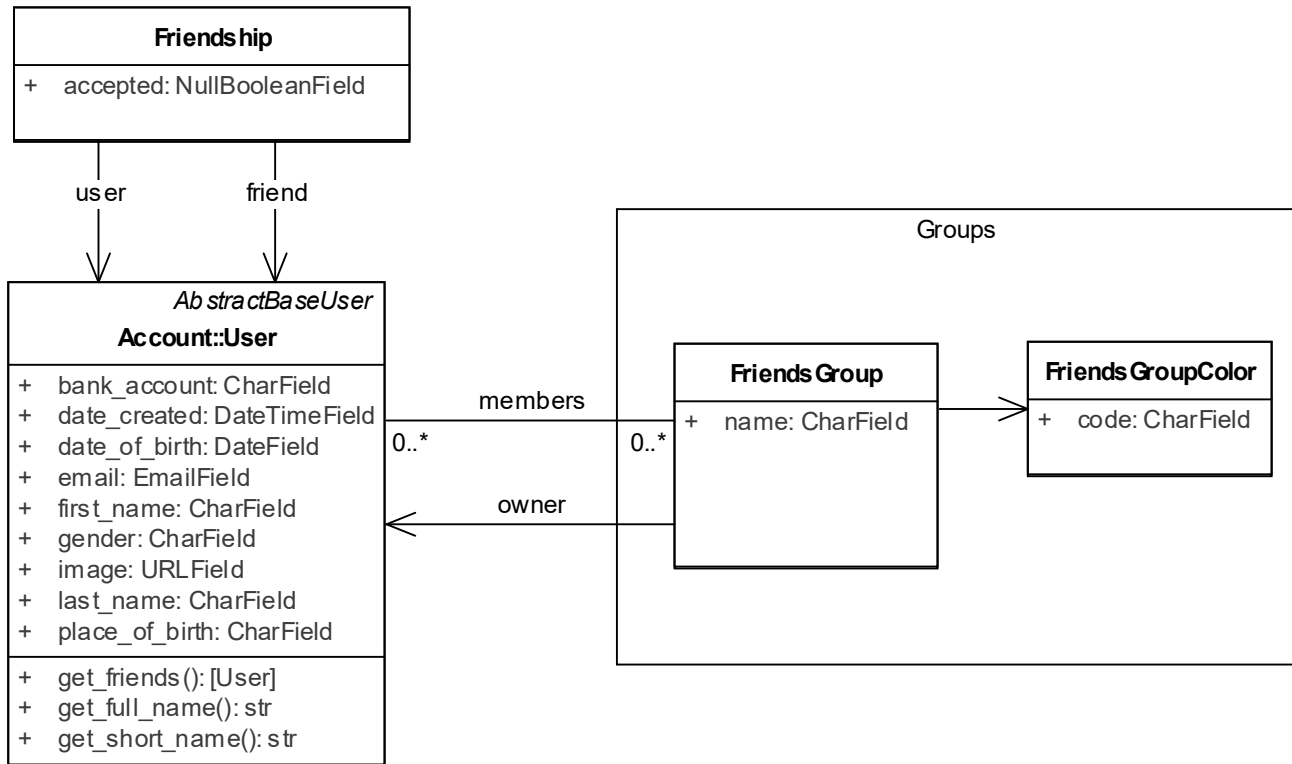 Friendship
+ accepted: NullBooleanField
user
friend
AbstractBaseUser
Account::User
+ bank_account: CharField
+ date_created: DateTimeField
+ date_of_birth: DateField
+ email: EmailField
+ first_name: CharField
+ gender: CharField
+ image: URLField
+ last_name: CharField
+ place_of_birth: CharField
+ get_friends(): [User]
+ get_full_name(): str
+ get_short_name(): str
members
0..*
0..*
owner
Groups
FriendsGroup
+ name: CharField
FriendsGroupColor
+ code: CharField